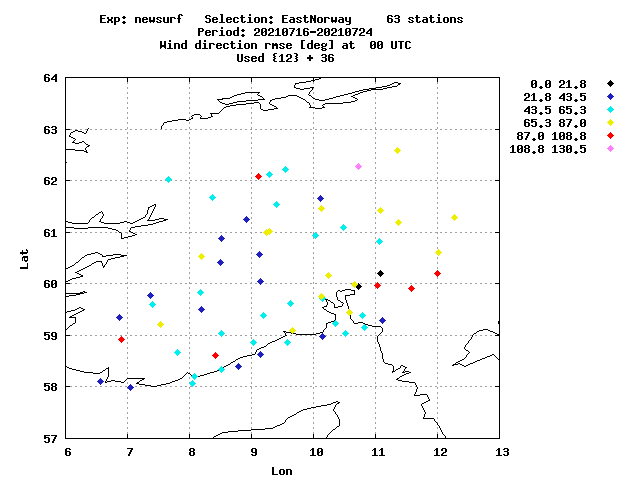 Exp: newsurf   Selection: EastNorway     63 stations
Period: 20210716-20210724
Wind direction rmse [deg] at  00 UTC
Used {12} + 36
0.0 21.8
21.8 43.5
43.5 65.3
65.3 87.0
87.0 108.8
108.8 130.5
64
63
62
61
60
59
58
57
Lat
6 7 8 9 10 11 12 13
Lon